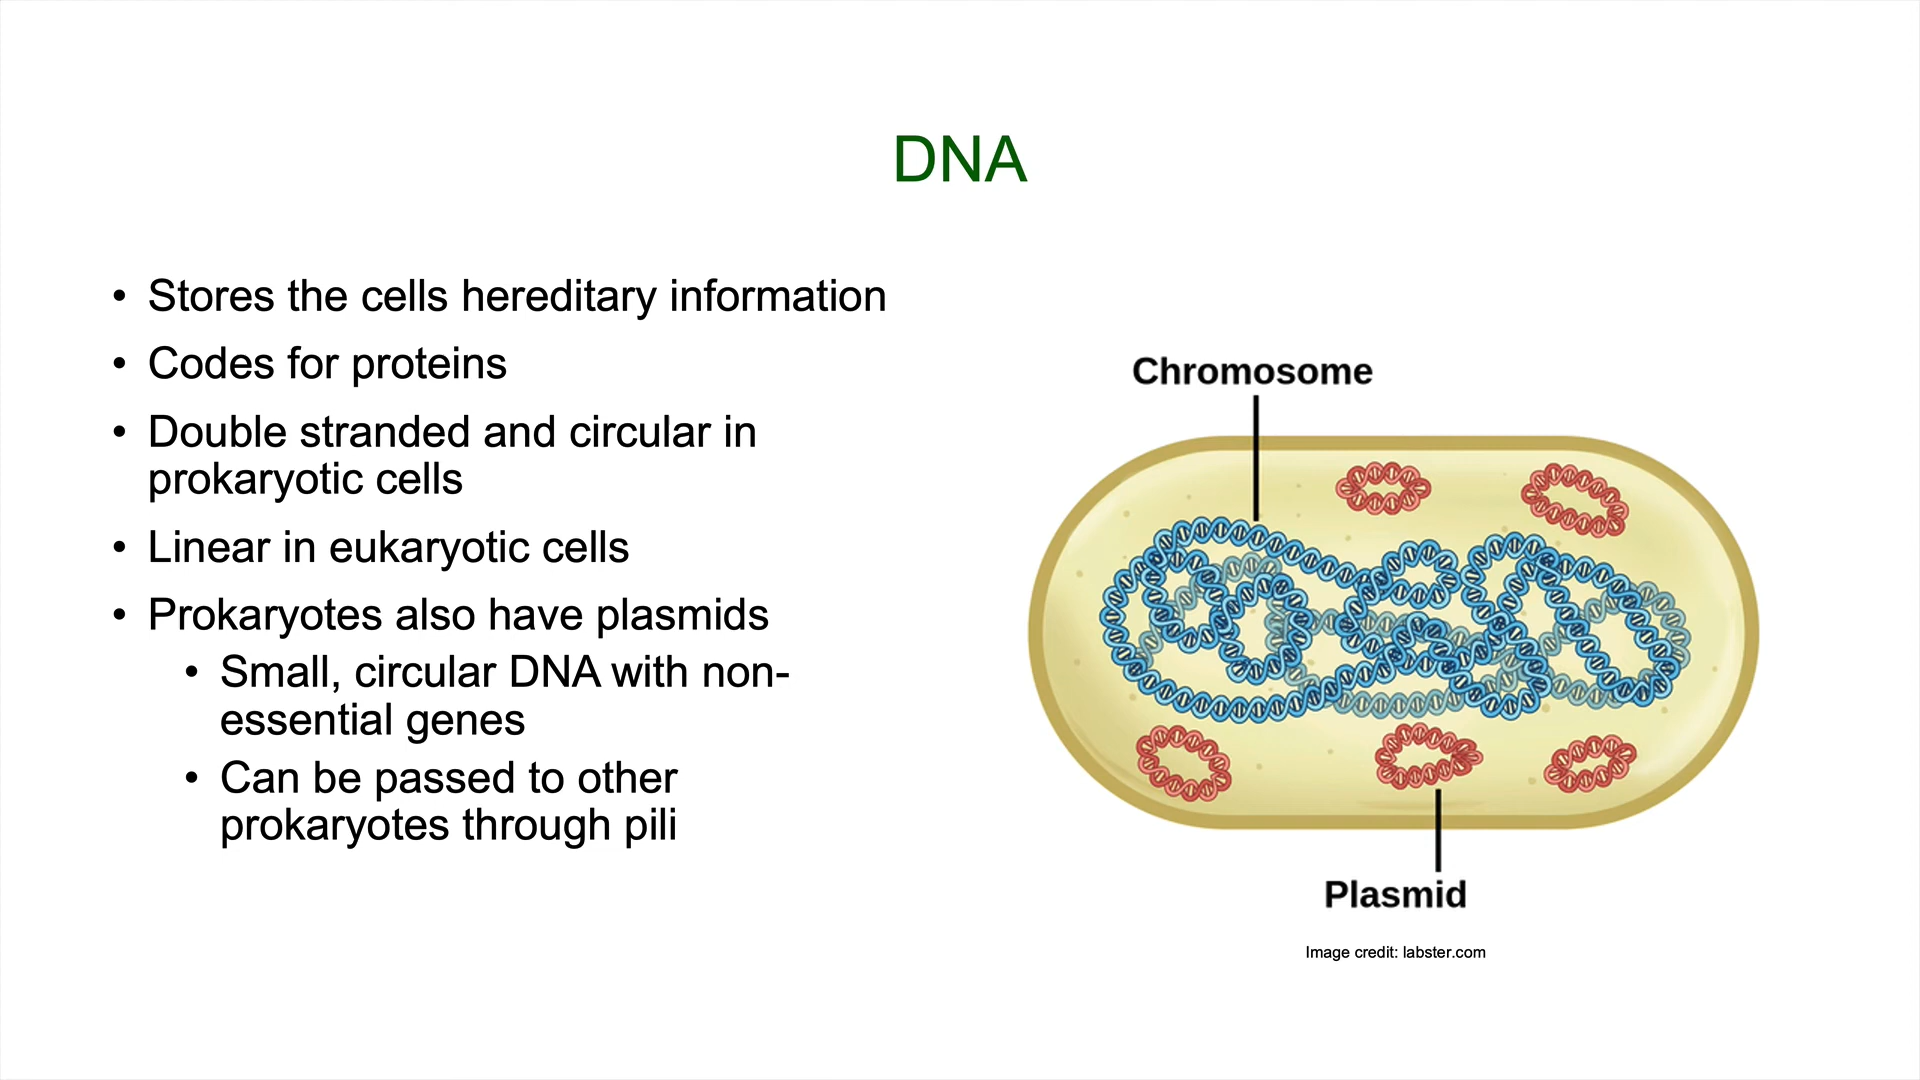 DNA
• Stores the cells hereditary information
• Codes for proteins
• Double stranded and circular in
prokaryotic cells
• Linear in eukaryotic cells
• Prokaryotes also have plasmids
• Small, circular DNA with non-
essential genes
• Can be passed to other
prokaryotes through pili
Chromosome
Plasmid
Image credit: labster.com